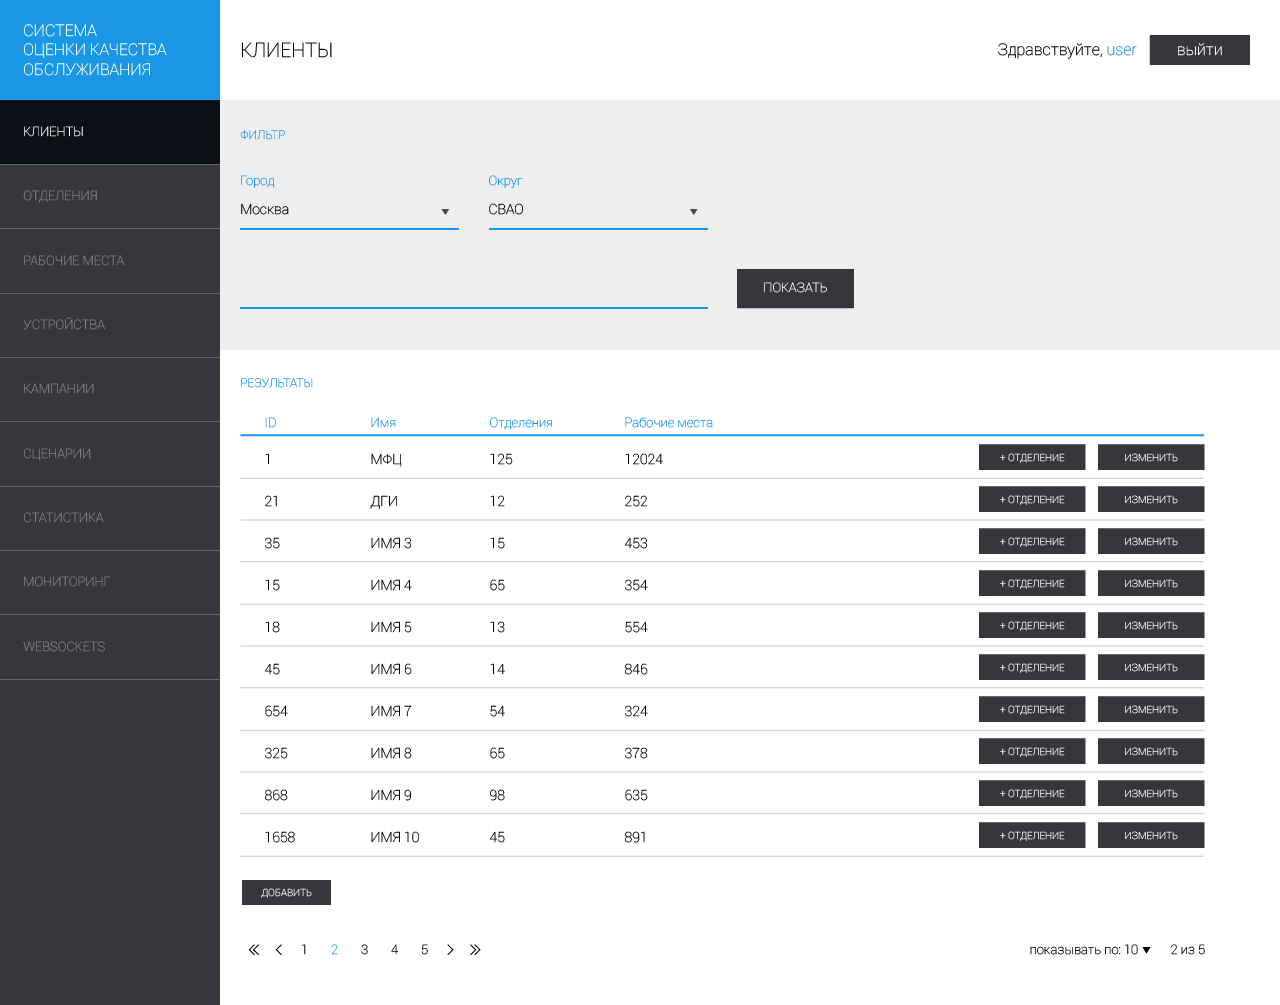 СИСТЕМА
ОЦЕНКИ КАЧЕСТВА
ОБСЛУЖИВАНИЯ
КЛИЕНТЫ
Здравствуйте, user
ВЫЙТИ
КЛИЕНТЫ
ОТДЕЛЕНИЯ
РАБОЧИЕ МЕСТА
УСТРОЙСТВА
КАМПАНИИ
СЦЕНАРИИ
СТАТИСТИКА
МОНИТОРИНГ
WEBSOCKETS
ФИЛЬТР
Город Округ
Москва СВАО
ПОКАЗАТЬ
РЕЗУЛЬТАТЫ
ID Имя Отделения Рабочие места
1 МФЦ 125 12024 + ОТДЕЛЕНИЕ ИЗМЕНИТЬ
21 ДГИ 12 252 + ОТДЕЛЕНИЕ ИЗМЕНИТЬ
35 ИМЯ 3 15 453 + ОТДЕЛЕНИЕ ИЗМЕНИТЬ
15 ИМЯ 4 65 354 + ОТДЕЛЕНИЕ ИЗМЕНИТЬ
18 ИМЯ 5 13 554 + ОТДЕЛЕНИЕ ИЗМЕНИТЬ
45 ИМЯ 6 14 846 + ОТДЕЛЕНИЕ ИЗМЕНИТЬ
654 ИМЯ 7 54 324 + ОТДЕЛЕНИЕ ИЗМЕНИТЬ
325 ИМЯ 8 65 378 + ОТДЕЛЕНИЕ ИЗМЕНИТЬ
868 ИМЯ 9 98 635 + ОТДЕЛЕНИЕ ИЗМЕНИТЬ
1658 ИМЯ 10 45 891 + ОТДЕЛЕНИЕ ИЗМЕНИТЬ
ДОБАВИТЬ
1 2 3 4 5
показывать по: 10 2 из 5